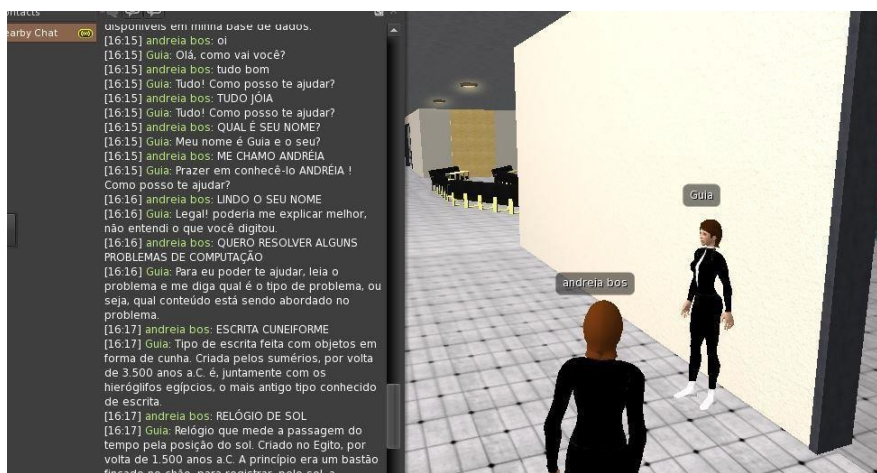 ontacts
earby Chat
disponíveis em minha base de dados.
[16:15] andreia bos: oi
[16:15] Guia: Olá, como vai você?
[16:15] andreia bos: tudo bom
[16:15] Guia: Tudo! Como posso te ajudar?
[16:15] andreia bos: TUDO JÓIA
[16:15] Guia: Tudo! Como posso te ajudar?
[16:15] andreia bos: QUAL É SEU NOME?
[16:15] Guia: Meu nome é Guia e o seu?
[16:15] andreia bos: ME CHAMO ANDRÉIA
[16:15] Guia: Prazer em conhecê-lo ANDRÉIA !
Como posso te ajudar?
[16:16] andreia bos: LINDO O SEU NOME
[16:16] Guia: Legal! poderia me explicar melhor,
não entendi o que você digitou.
[16:16] andreia bos: QUERO RESOLVER ALGUNS
PROBLEMAS DE COMPUTAÇÃO
[16:16] Guia: Para eu poder te ajudar, leia o
problema e me diga qual é o tipo de problema, ou
seja, qual conteúdo está sendo abordado no
problema.
[16:17] andreia bos: ESCRITA CUNEIFORME
[16:17] Guia: Tipo de escrita feita com objetos em
forma de cunha. Criada pelos sumérios, por volta
de 3.500 anos a.C. é, juntamente com os
hieróglifos egípcios, o mais antigo tipo conhecido
de escrita.
[16:17] andreia bos: RELÓGIO DE SOL
[16:17] Guia: Relógio que mede a passagem do
tempo pela posição do sol. Criado no Egito, por
volta de 1.500 anos a.C. A princípio era um bastão
fincado no chão, para registrar, pelo sol, a
Guia
andreia bos